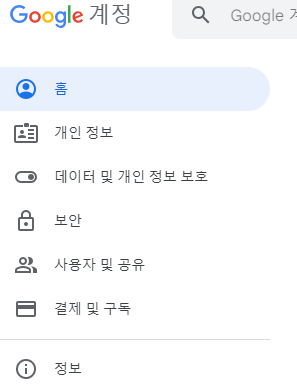 Google 계정
Google 계
홈
개인 정보
데이터 및 개인 정보 보호
보안
사용자 및 공유
결제 및 구독
정보